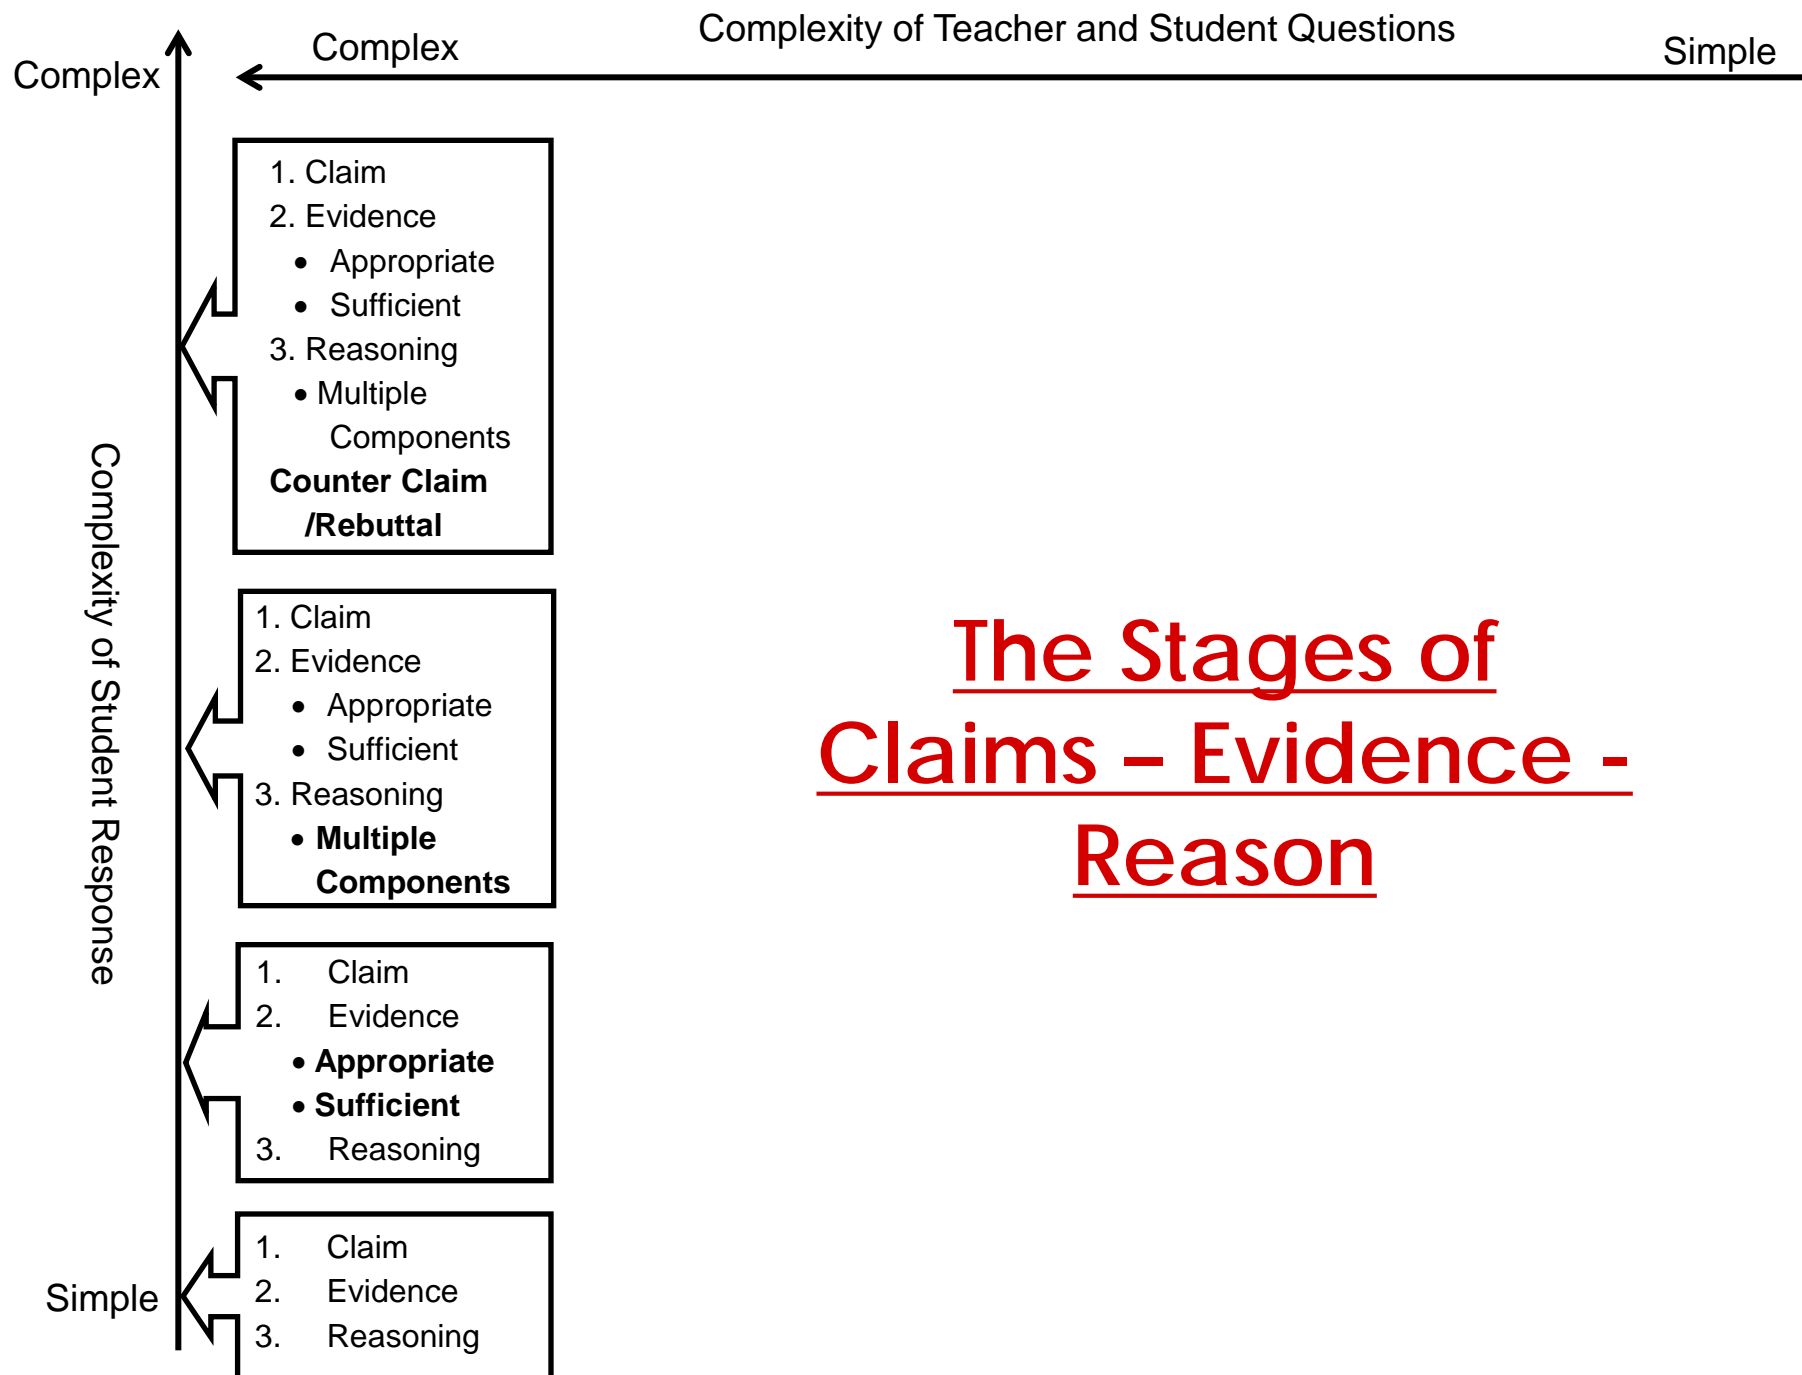 Complexity of Teacher and Student Questions
Complex
Simple
Complex
1. Claim
2. Evidence
• Appropriate
• Sufficient
3. Reasoning
• Multiple
Components
Counter Claim
/Rebuttal
Complexity of Student Response
1. Claim
2. Evidence
• Appropriate
• Sufficient
3. Reasoning
• Multiple
Components
The Stages of
Claims – Evidence -
Reason
1. Claim
2. Evidence
• Appropriate
• Sufficient
3. Reasoning
Simple
1. Claim
2. Evidence
3. Reasoning